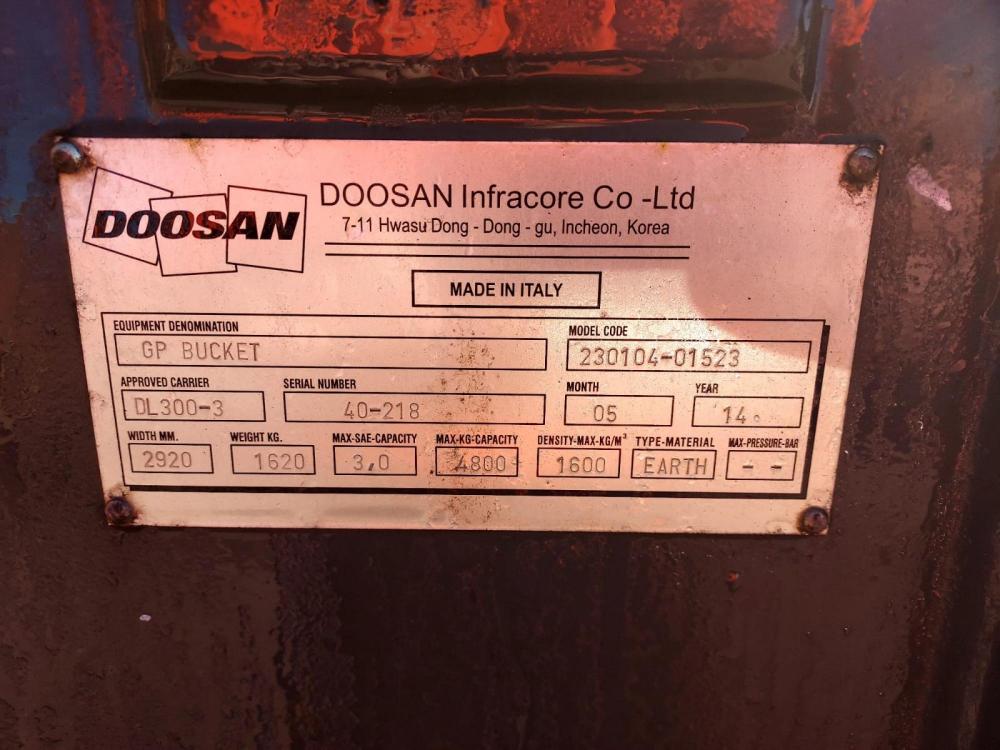 DOOSAN
DOOSAN Infracore Co -Ltd
7-11 Hwasu Dong - Dong - gu, Incheon, Korea
MADE IN ITALY
EQUIPMENT DENOMINATION MODEL CODE
GP BUCKET 230104-01523
APPROVED CARRIER SERIAL NUMBER MONTH YEAR
DL300-3 40-218 05 14.
WIDTH MM. WEIGHT KG. MAX-SAE-CAPACITY MAX-KG-CAPACITY DENSITY-MAX-KG/M³ TYPE-MATERIAL MAX-PRESSURE-BAR
2920 1620 3,0 4800 1600 EARTH - -